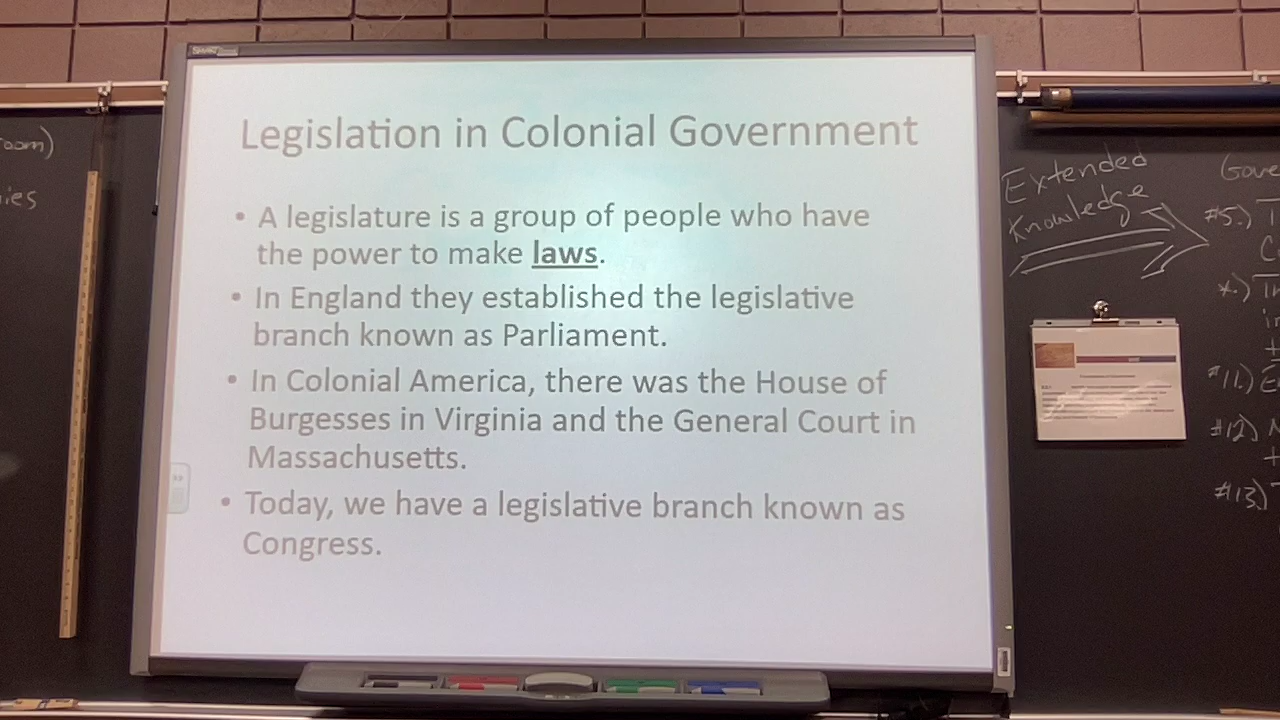 SMART
Legislation in Colonial Government
• A legislature is a group of people who have
the power to make laws.
• In England they established the legislative
branch known as Parliament.
• In Colonial America, there was the House of
Burgesses in Virginia and the General Court in
Massachusetts.
• Today, we have a legislative branch known as
Congress.
Extended
Knowledge
#5.)
*.)
#11.)
#12)
#13.)